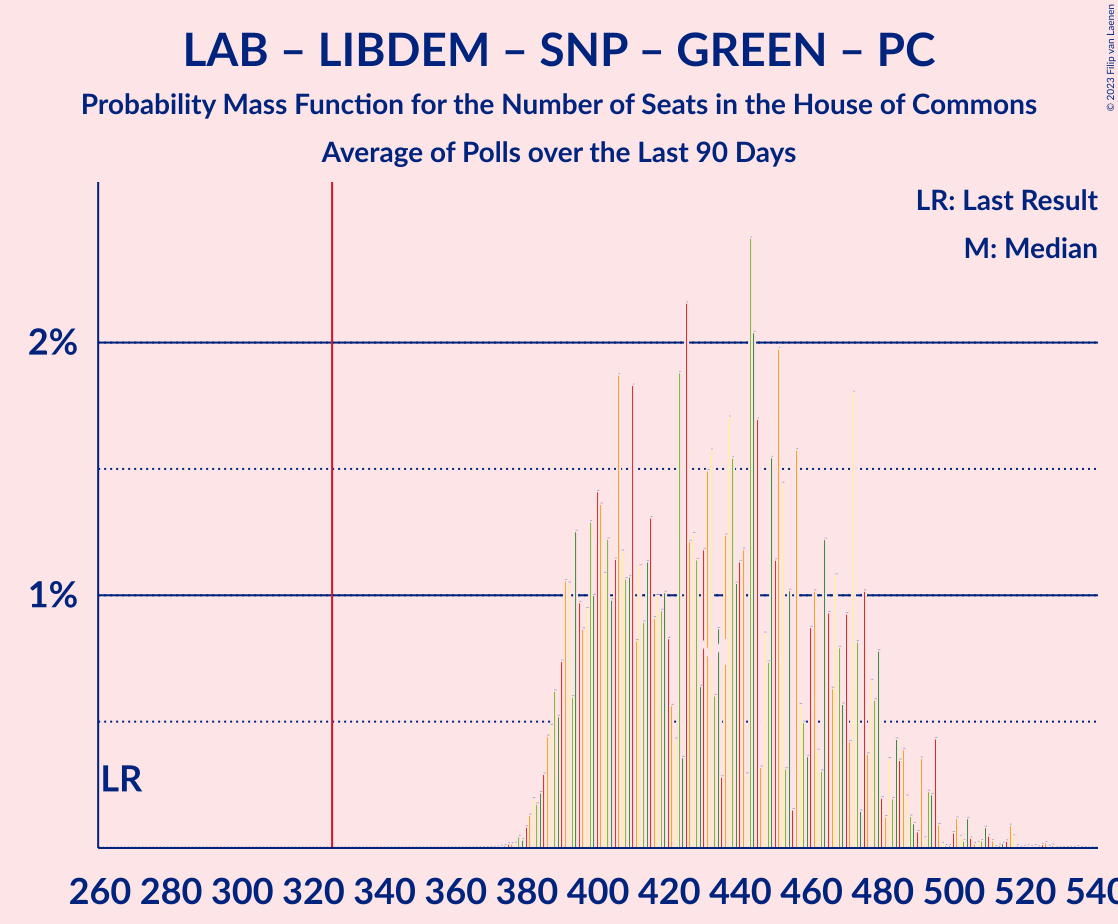 LAB – LIBDEM – SNP – GREEN – PC
Probability Mass Function for the Number of Seats in the House of Commons
Average of Polls over the Last 90 Days
© 2023 Filip van Laenen
LR: Last Result
M: Median
2%
1%
LR
260 280 300 320 340 360 380 400 420 440 460 480 500 520 540